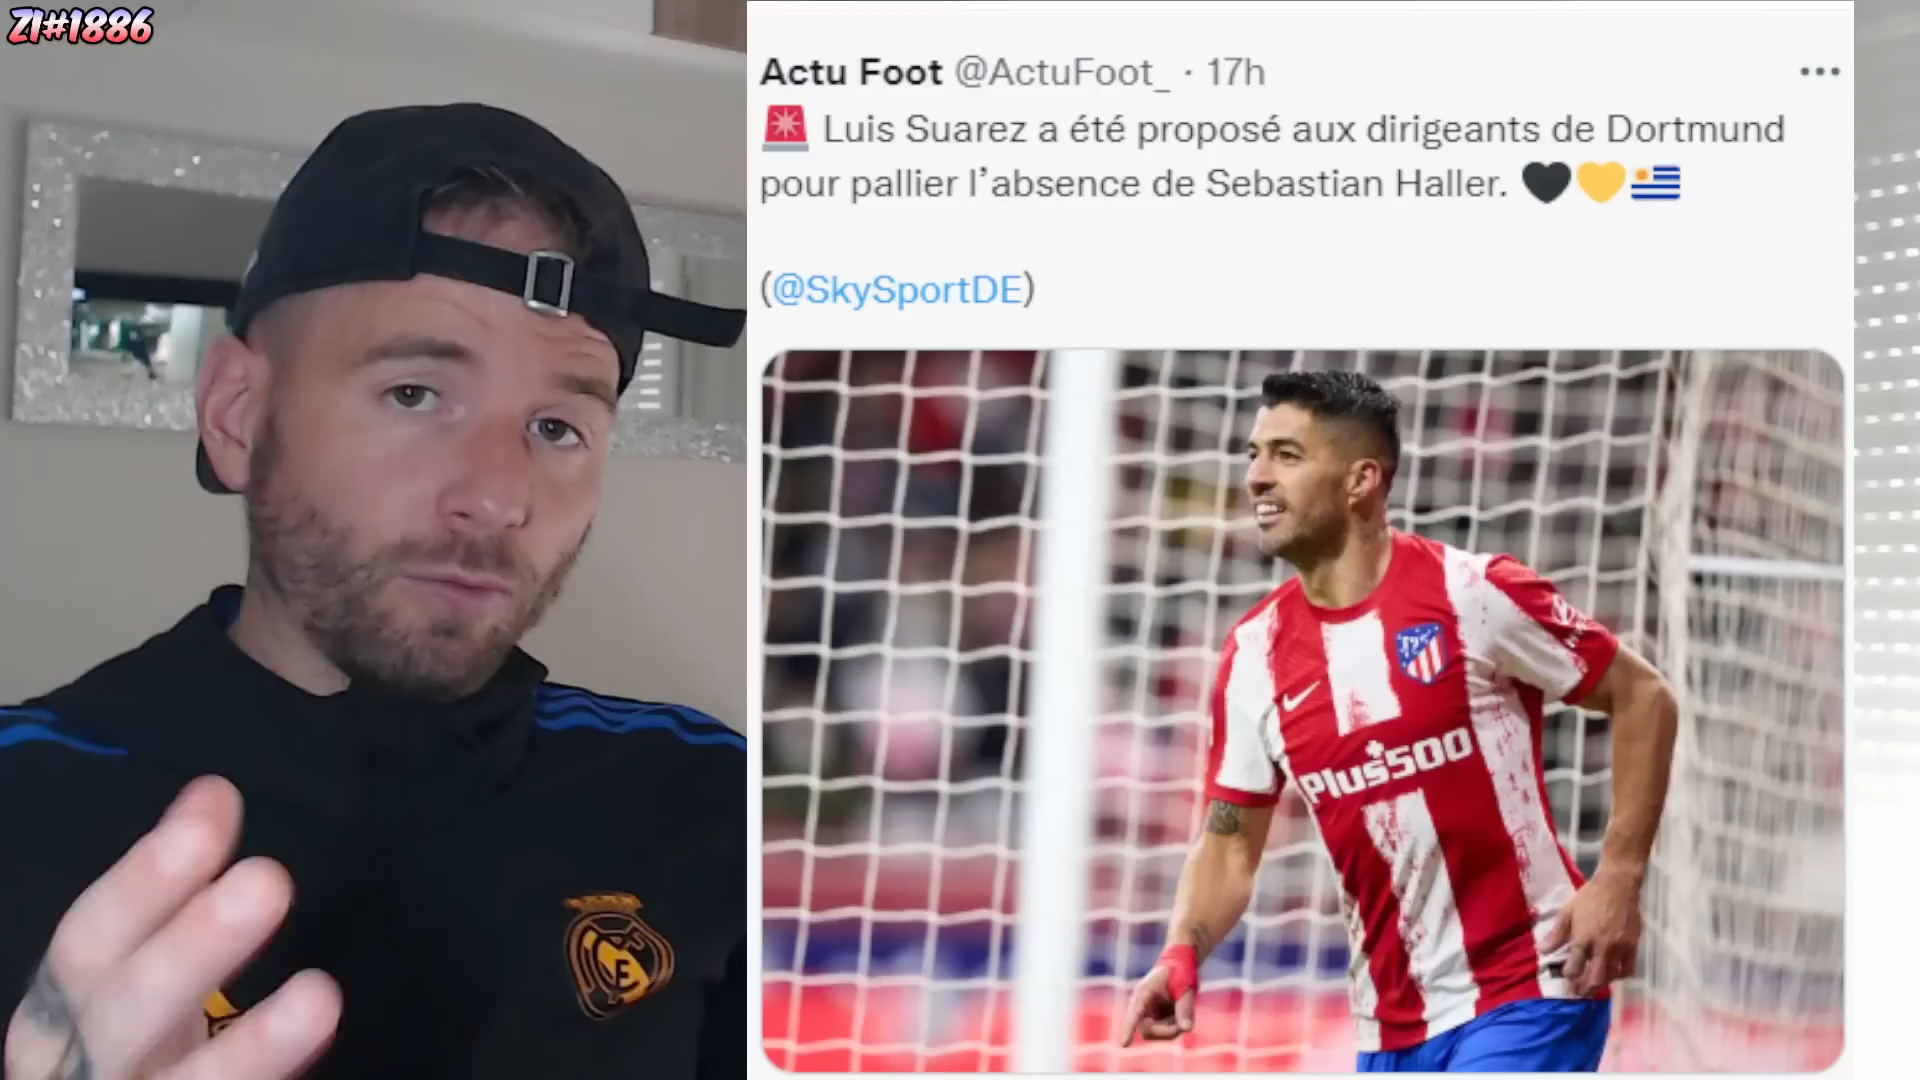 ZI#1886
Actu Foot @ActuFoot_ · 17h
🚨 Luis Suarez a été proposé aux dirigeants de Dortmund
pour pallier l’absence de Sebastian Haller. 🖤💛🇺🇾
(@SkySportDE)
Plus500